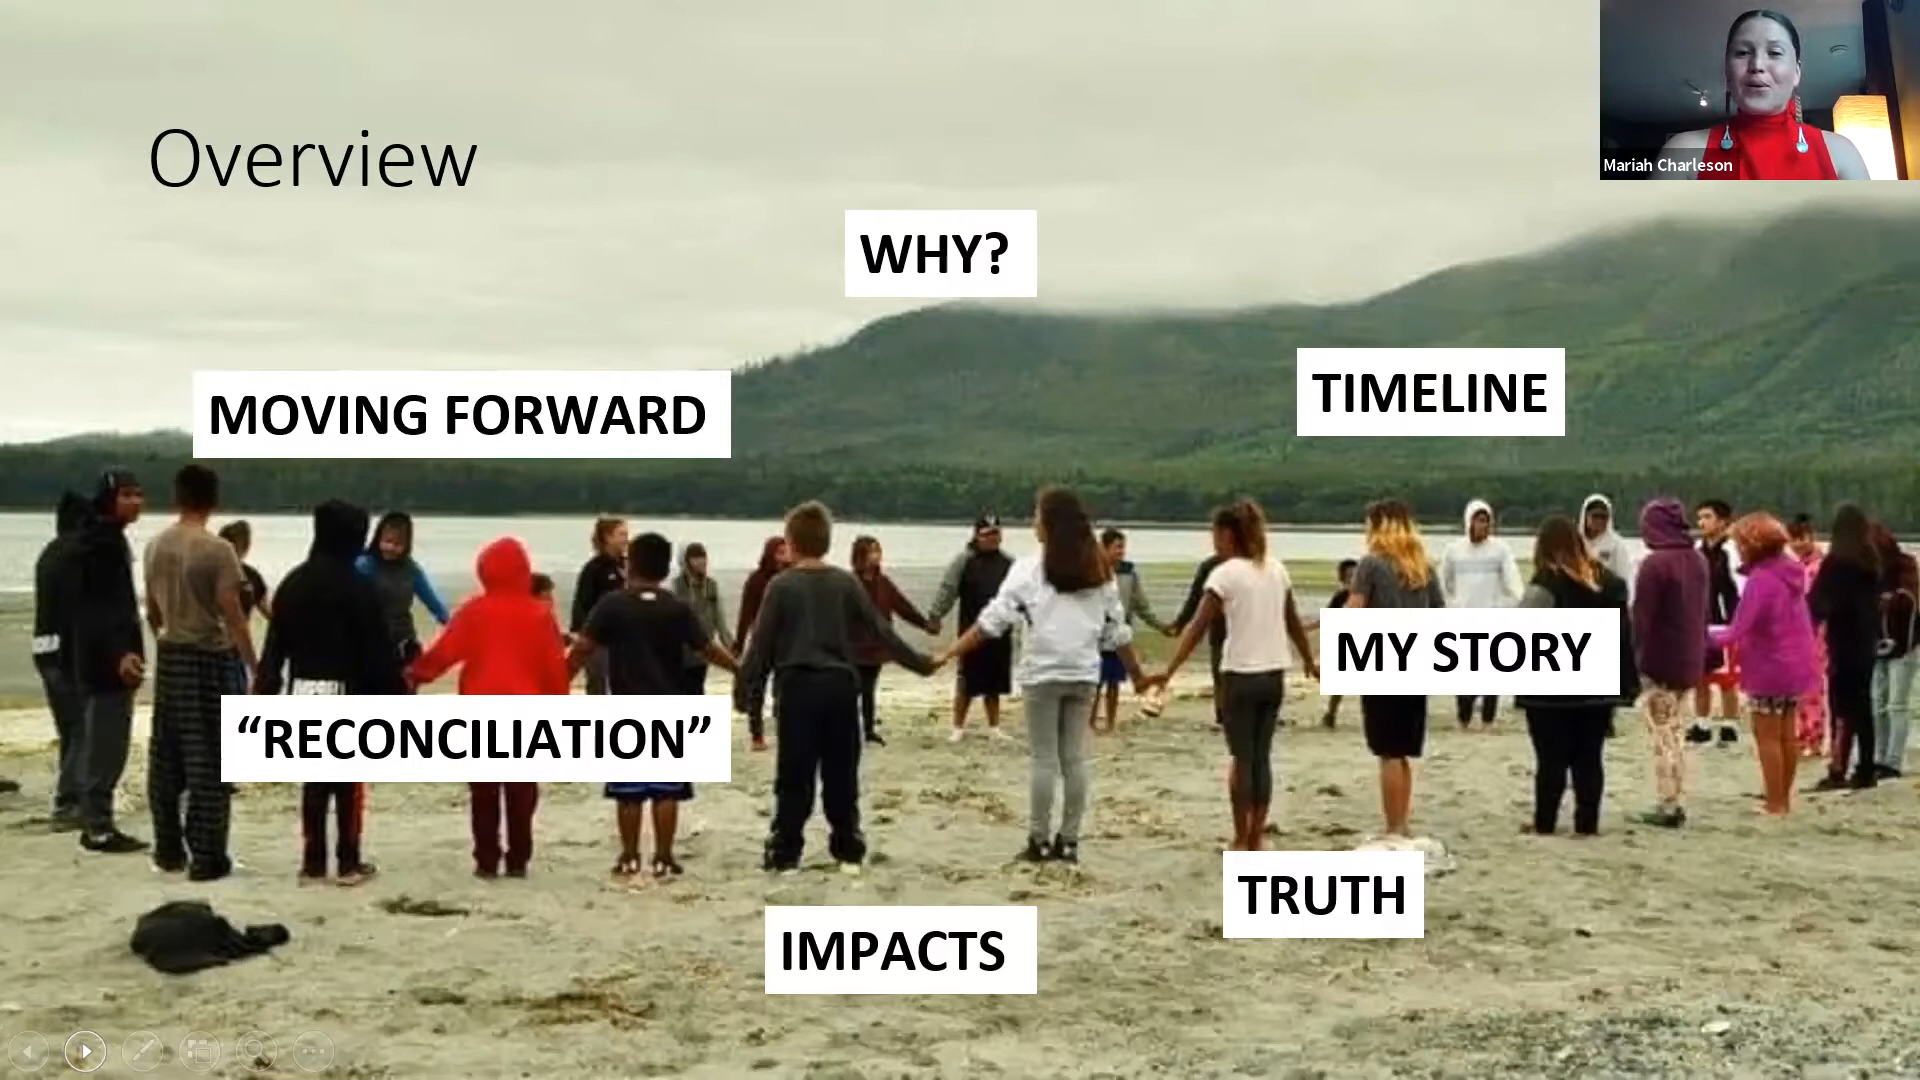 Overview
Mariah Charleson
WHY?
TIMELINE
MOVING FORWARD
MY STORY
“RECONCILIATION”
TRUTH
IMPACTS